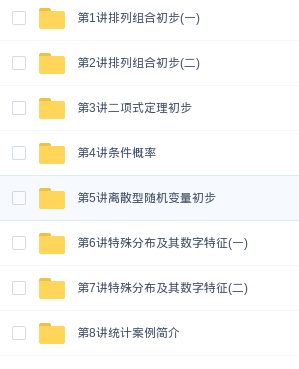 第1讲排列组合初步(一)
第2讲排列组合初步(二)
第3讲二项式定理初步
第4讲条件概率
第5讲离散型随机变量初步
第6讲特殊分布及其数字特征(一)
第7讲特殊分布及其数字特征(二)
第8讲统计案例简介